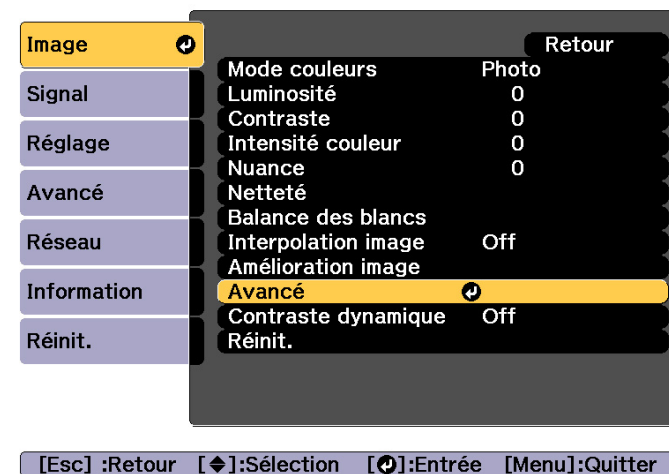 Image
Signal
Réglage
Avancé
Réseau
Information
Réinit.
Retour
Mode couleurs Photo
Luminosité 0
Contraste 0
Intensité couleur 0
Nuance 0
Netteté
Balance des blancs
Interpolation image Off
Amélioration image
Avancé
Contraste dynamique Off
Réinit.
[Esc] :Retour [◆]:Sélection [↵]:Entrée [Menu]:Quitter